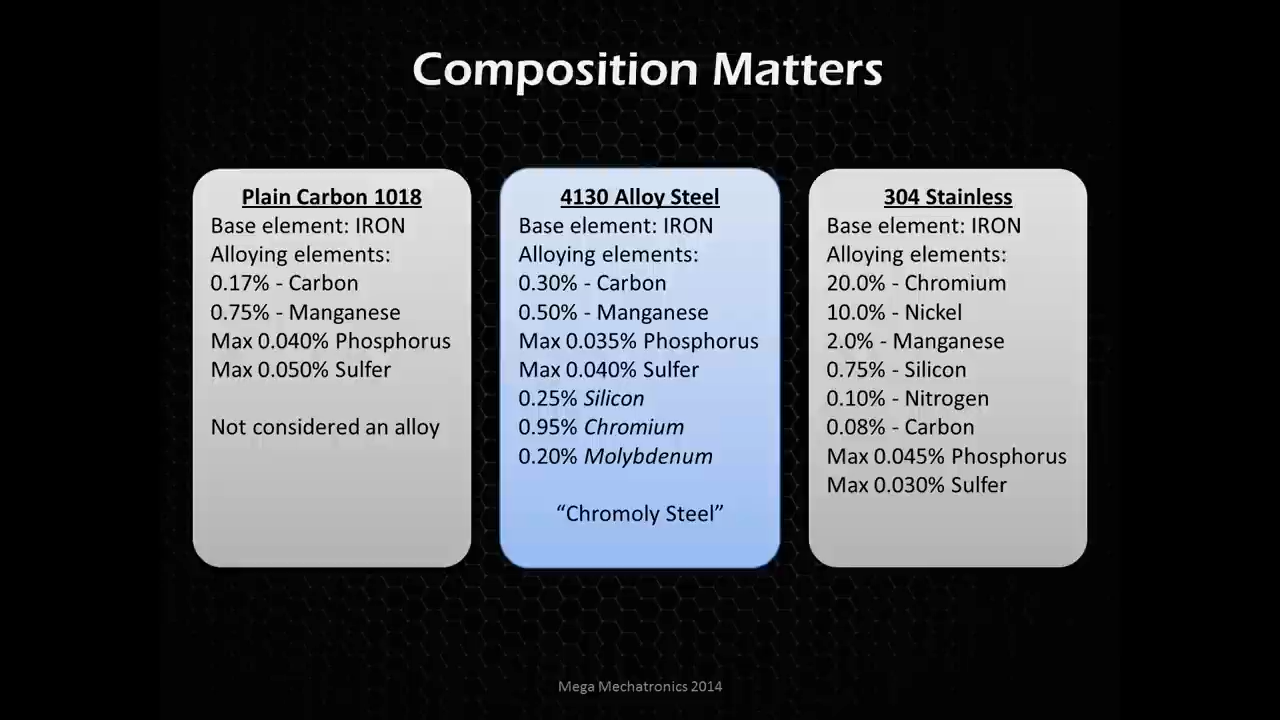 Composition Matters
Plain Carbon 1018
Base element: IRON
Alloying elements:
0.17% - Carbon
0.75% - Manganese
Max 0.040% Phosphorus
Max 0.050% Sulfer
Not considered an alloy
4130 Alloy Steel
Base element: IRON
Alloying elements:
0.30% - Carbon
0.50% - Manganese
Max 0.035% Phosphorus
Max 0.040% Sulfer
0.25% Silicon
0.95% Chromium
0.20% Molybdenum
“Chromoly Steel”
304 Stainless
Base element: IRON
Alloying elements:
20.0% - Chromium
10.0% - Nickel
2.0% - Manganese
0.75% - Silicon
0.10% - Nitrogen
0.08% - Carbon
Max 0.045% Phosphorus
Max 0.030% Sulfer
Mega Mechatronics 2014